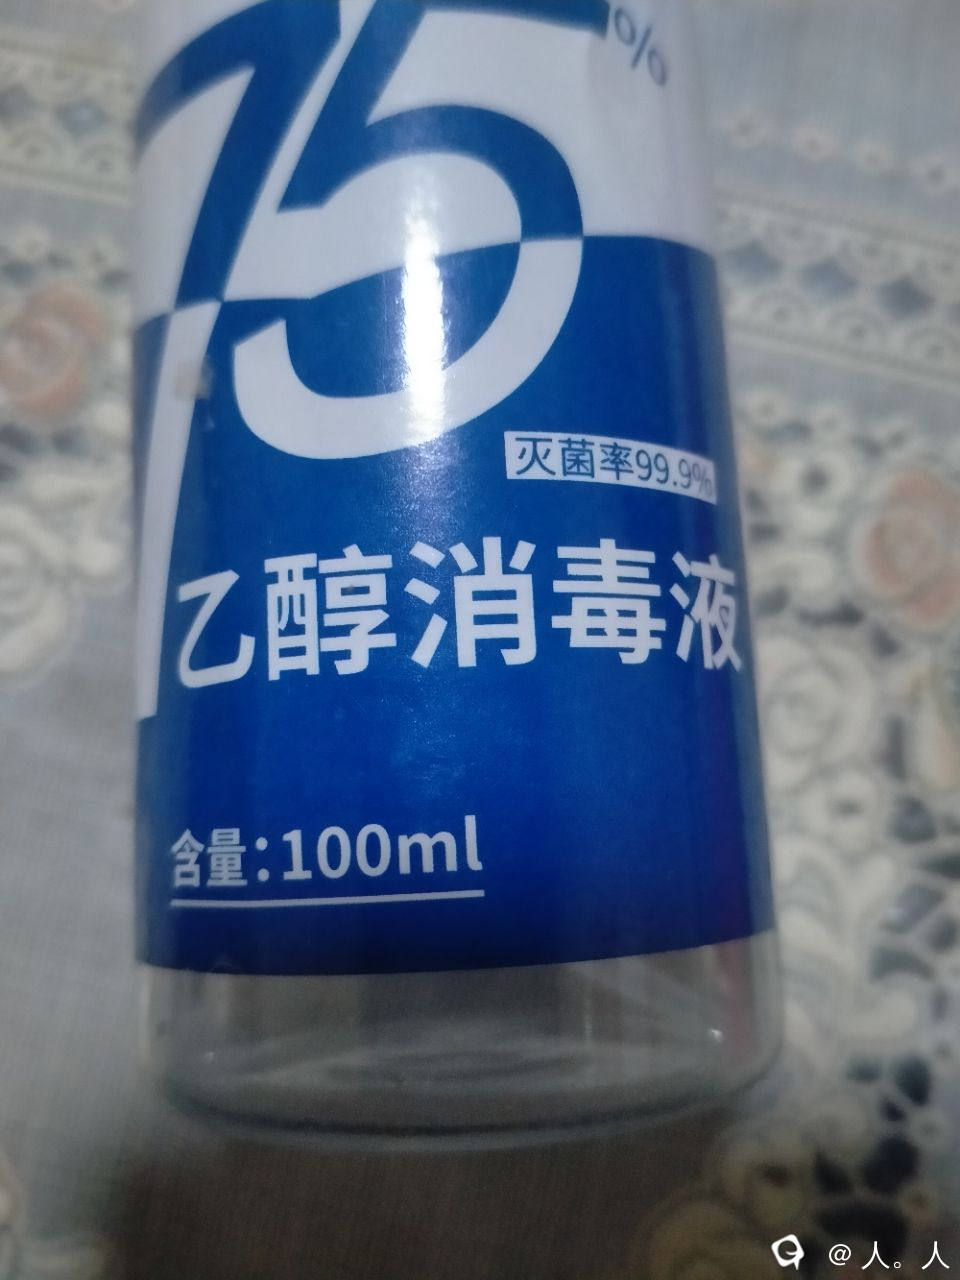 75%
灭菌率99.9%
乙醇消毒液
含量：100ml
@人。人